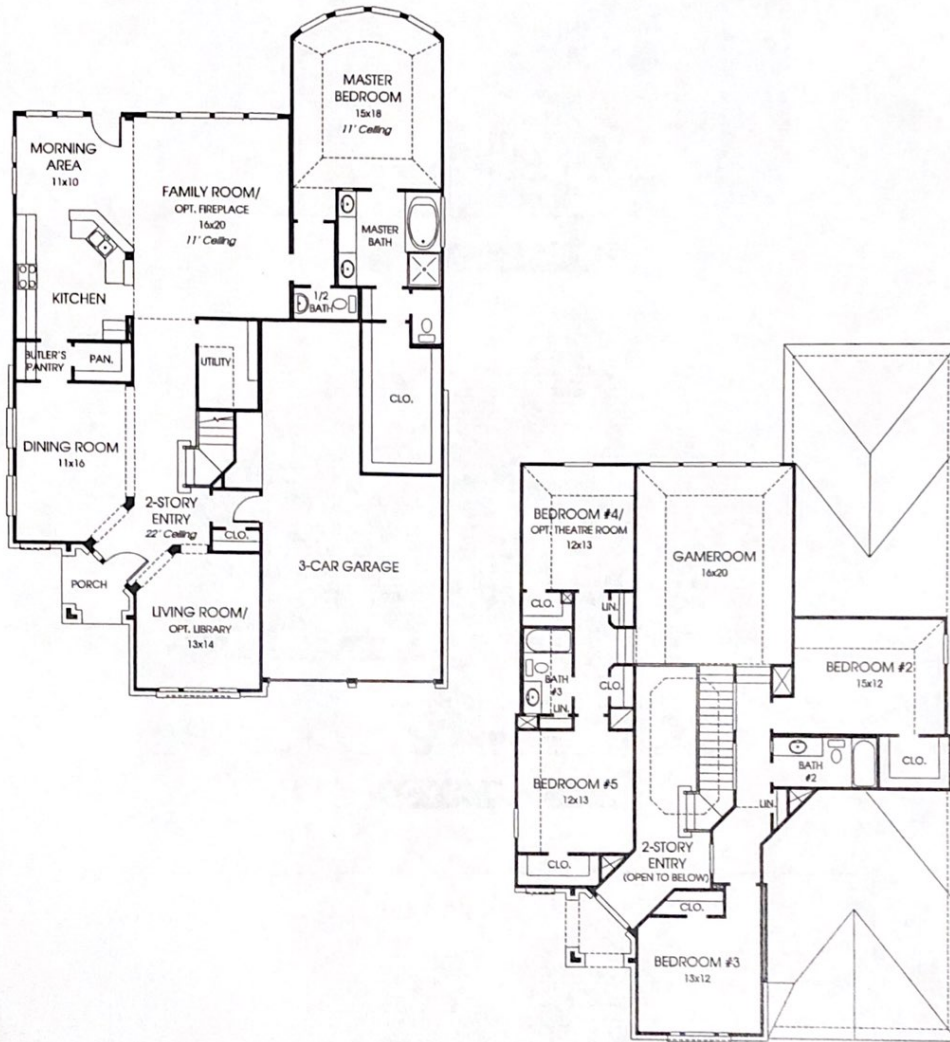 MASTER
BEDROOM
15x18
11' Ceiling
MORNING
AREA
11x10
FAMILY ROOM/
OPT. FIREPLACE
16x20
11' Ceiling
MASTER
BATH
KITCHEN
1/2
BATH
BUTLER'S
PANTRY
PAN.
UTILITY
CLO.
DINING ROOM
11x16
2-STORY
ENTRY
22' Ceiling
CLO.
PORCH
3-CAR GARAGE
LIVING ROOM/
OPT. LIBRARY
13x14
BEDROOM #4/
OPT. THEATRE ROOM
12x13
GAMEROOM
16x20
CLO.
LIN.
BEDROOM #2
15x12
BATH
#3
CLO.
LIN.
BATH
#2
CLO.
BEDROOM #5
12x13
LIN.
2-STORY
ENTRY
(OPEN TO BELOW)
CLO.
CLO.
BEDROOM #3
13x12